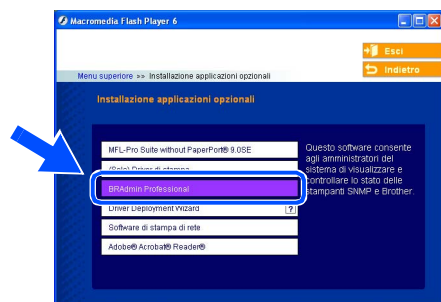 Macromedia Flash Player 6
Esci
Indietro
Menu superiore »» Installazione applicazioni opzionali
Installazione applicazioni opzionali
MFL-Pro Suite without PaperPort® 9.0SE
(Solo) Driver di stampa
BRAdmin Professional
Driver Deployment Wizard ?
Software di stampa di rete
Adobe® Acrobat® Reader®
Questo software consente
agli amministratori del
sistema di visualizzare e
controllare lo stato delle
stampanti SNMP e Brother.